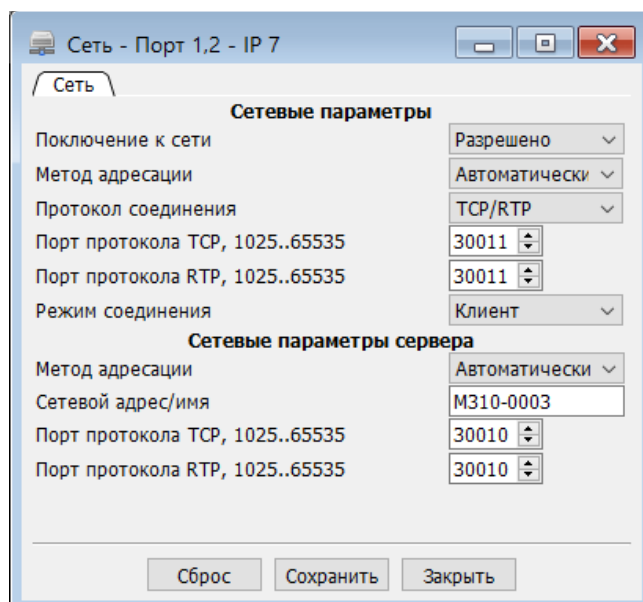 Сеть - Порт 1,2 - IP 7
Сеть
Сетевые параметры
Поключение к сети Разрешено
Метод адресации Автоматически
Протокол соединения TCP/RTP
Порт протокола TCP, 1025..65535 30011
Порт протокола RTP, 1025..65535 30011
Режим соединения Клиент
Сетевые параметры сервера
Метод адресации Автоматически
Сетевой адрес/имя M310-0003
Порт протокола TCP, 1025..65535 30010
Порт протокола RTP, 1025..65535 30010
Сброс Сохранить Закрыть